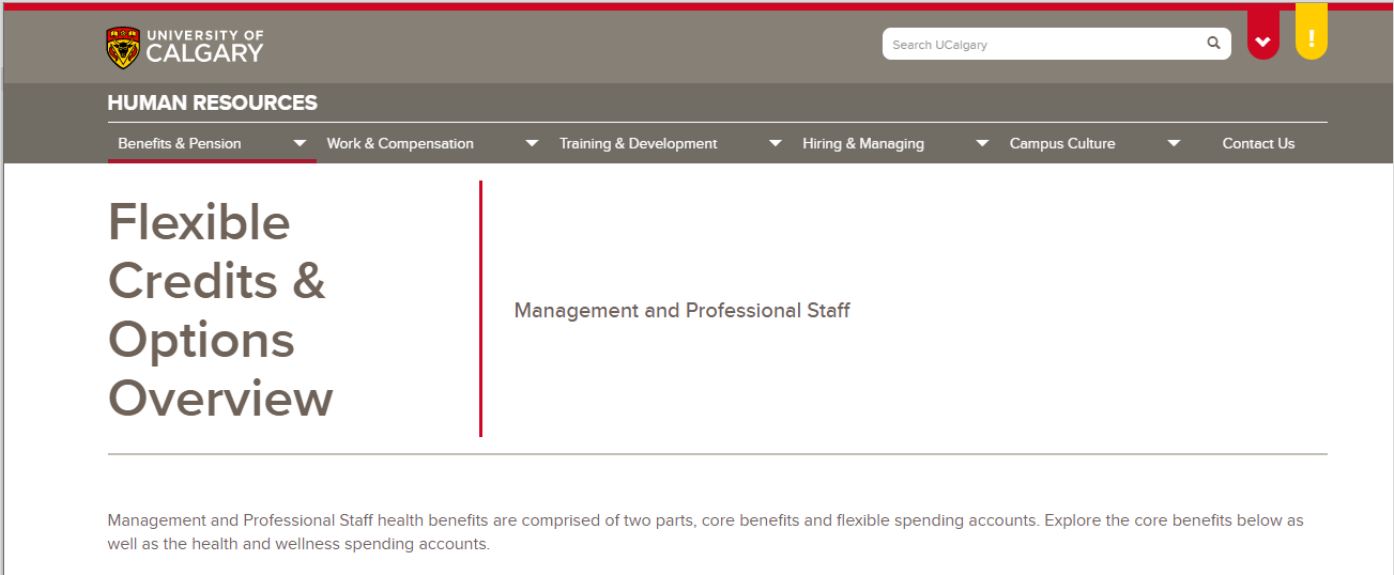 UNIVERSITY OF
CALGARY
Search UCalgary
!
HUMAN RESOURCES
Benefits & Pension
Work & Compensation
Training & Development
Hiring & Managing
Campus Culture
Contact Us
Flexible
Credits &
Options
Overview
Management and Professional Staff
Management and Professional Staff health benefits are comprised of two parts, core benefits and flexible spending accounts. Explore the core benefits below as
well as the health and wellness spending accounts.